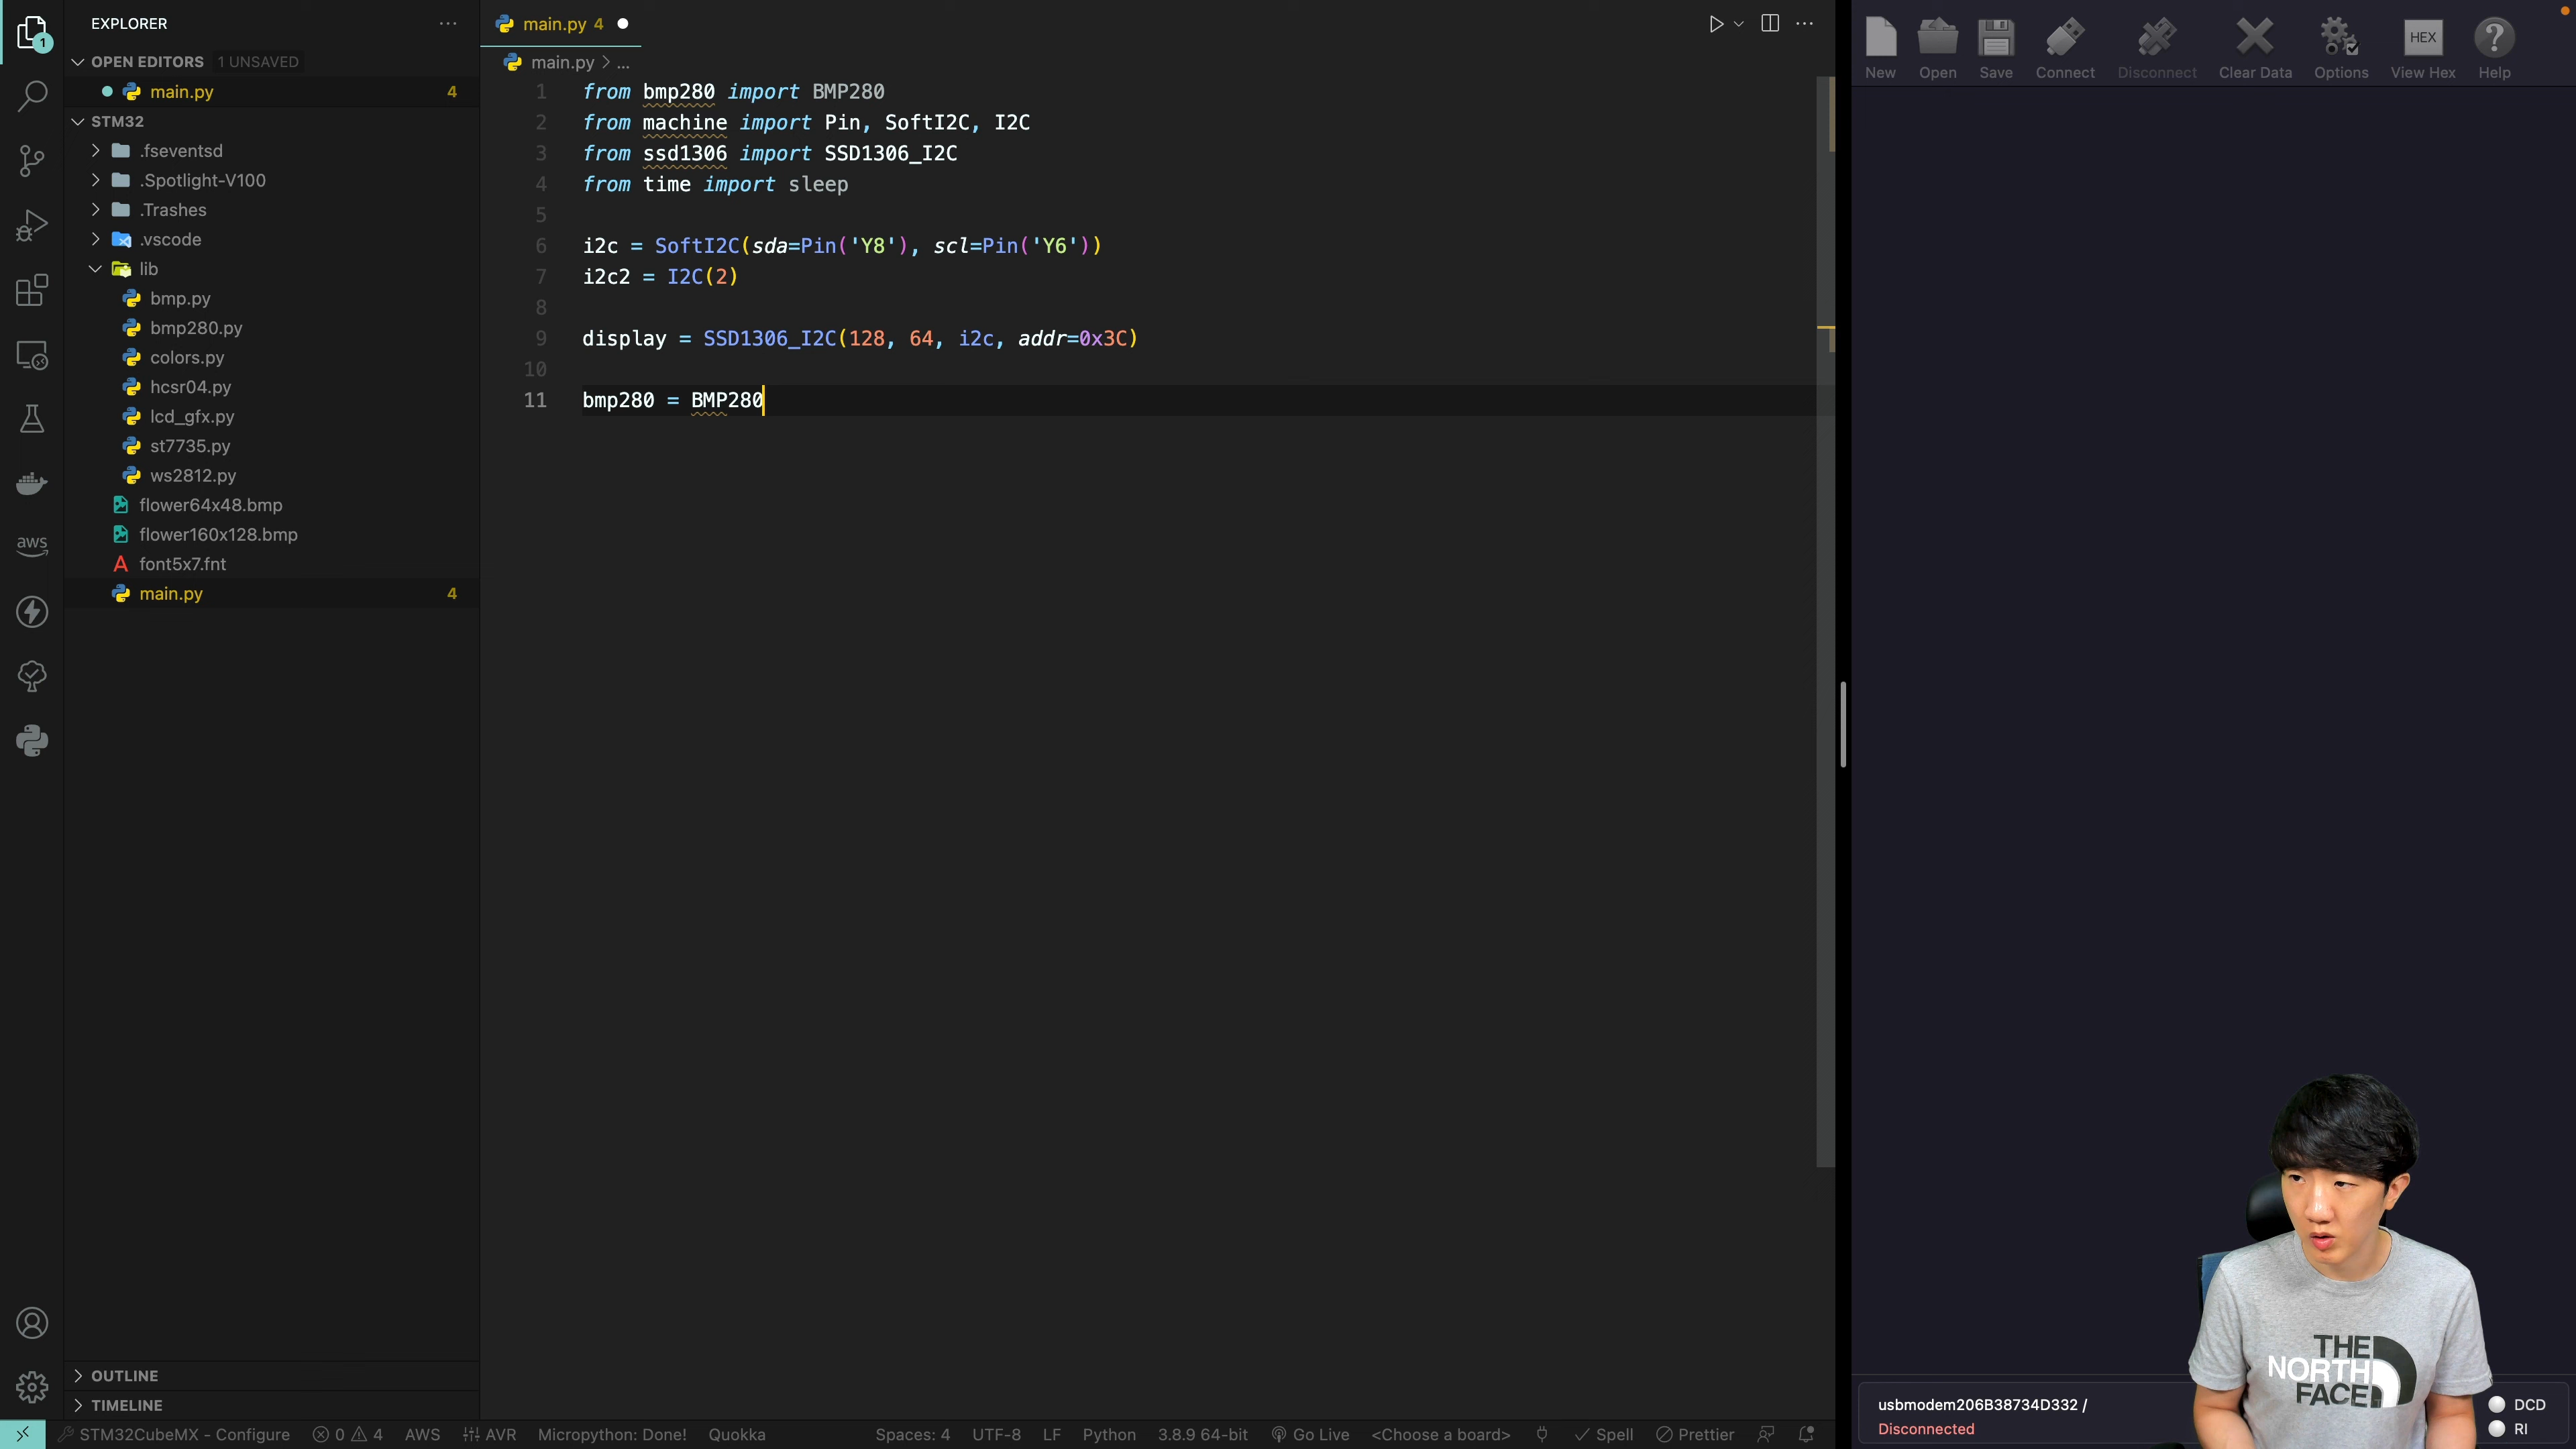 EXPLORER
OPEN EDITORS 1 UNSAVED
main.py 4
STM32
.fseventsd
.Spotlight-V100
.Trashes
.vscode
lib
bmp.py
bmp280.py
colors.py
hcsr04.py
lcd_gfx.py
st7735.py
ws2812.py
flower64x48.bmp
flower160x128.bmp
font5x7.fnt
main.py 4
OUTLINE
TIMELINE
aws
1
main.py 4
main.py > ...
1 from bmp280 import BMP280
2 from machine import Pin, SoftI2C, I2C
3 from ssd1306 import SSD1306_I2C
4 from time import sleep
5
6 i2c = SoftI2C(sda=Pin('Y8'), scl=Pin('Y6'))
7 i2c2 = I2C(2)
8
9 display = SSD1306_I2C(128, 64, i2c, addr=0x3C)
10
11 bmp280 = BMP280
New Open Save Connect Disconnect Clear Data Options View Hex Help
HEX
?
THE
NORTH
FACE
usbmodem206B38734D332 /
Disconnected
DCD
RI
STM32CubeMX - Configure 0 4 AWS AVR Micropython: Done! Quokka Spaces: 4 UTF-8 LF Python 3.8.9 64-bit Go Live <Choose a board> Spell Prettier